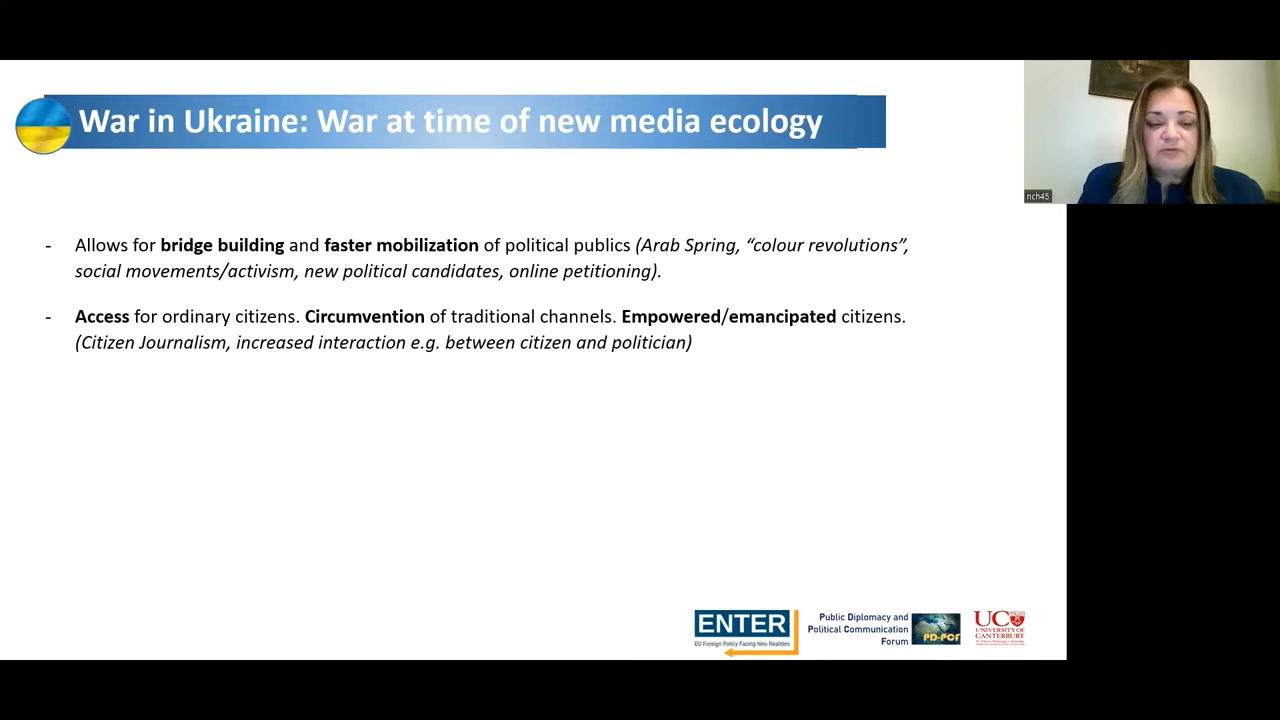 War in Ukraine: War at time of new media ecology
nch45
- Allows for bridge building and faster mobilization of political publics (Arab Spring, “colour revolutions”,
social movements/activism, new political candidates, online petitioning).
- Access for ordinary citizens. Circumvention of traditional channels. Empowered/emancipated citizens.
(Citizen Journalism, increased interaction e.g. between citizen and politician)
ENTER
EU Foreign Policy Facing New Realities
Public Diplomacy and
Political Communication
Forum
PD-PCF
UC
UNIVERSITY OF
CANTERBURY